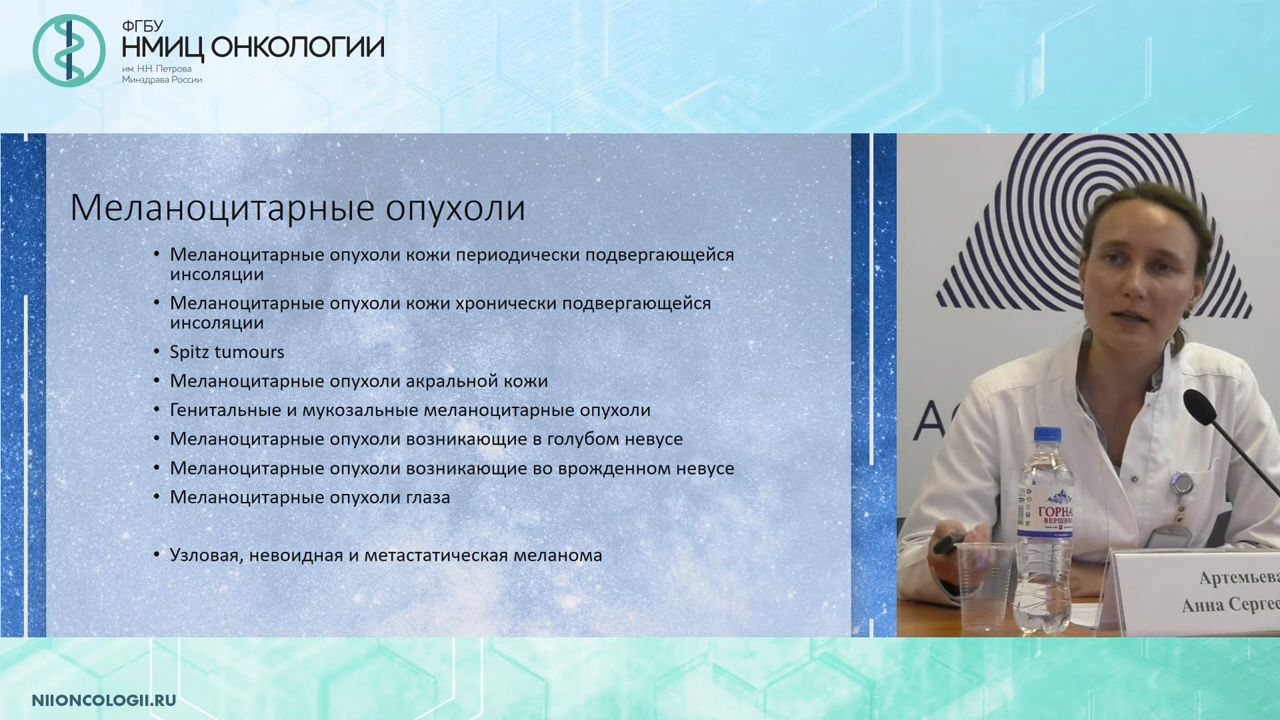 ФГБУ
НМИЦ ОНКОЛОГИИ
им. Н.Н. Петрова
Минздрава России
Меланоцитарные опухоли
• Меланоцитарные опухоли кожи периодически подвергающейся
инсоляции
• Меланоцитарные опухоли кожи хронически подвергающейся
инсоляции
• Spitz tumours
• Меланоцитарные опухоли акральной кожи
• Генитальные и мукозальные меланоцитарные опухоли
• Меланоцитарные опухоли возникающие в голубом невусе
• Меланоцитарные опухоли возникающие во врожденном невусе
• Меланоцитарные опухоли глаза
• Узловая, невоидная и метастатическая меланома
ГОРНА
ВЕРШИН
Артемьева
Анна Серге
NIIONCOLOGII.RU